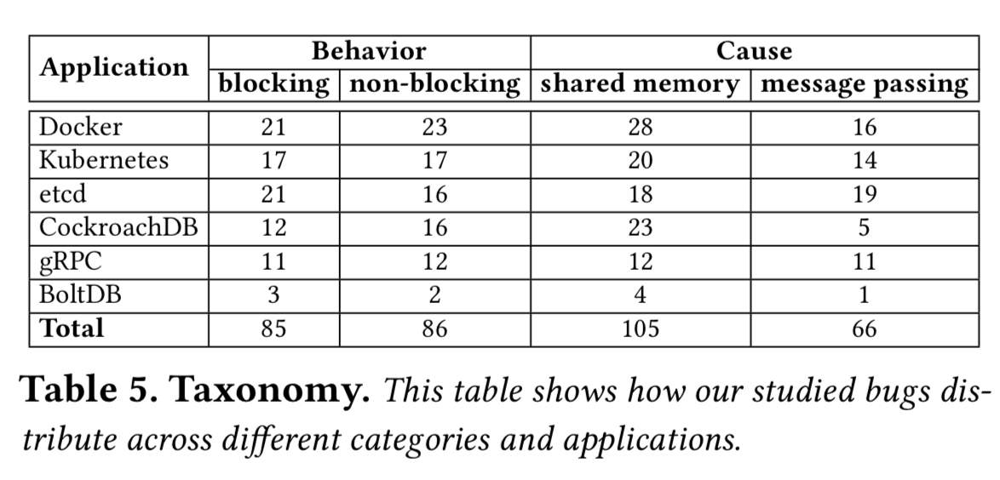 Application Behavior Cause
blocking non-blocking shared memory message passing
Docker 21 23 28 16
Kubernetes 17 17 20 14
etcd 21 16 18 19
CockroachDB 12 16 23 5
gRPC 11 12 12 11
BoltDB 3 2 4 1
Total 85 86 105 66
Table 5. Taxonomy. This table shows how our studied bugs dis-
tribute across different categories and applications.